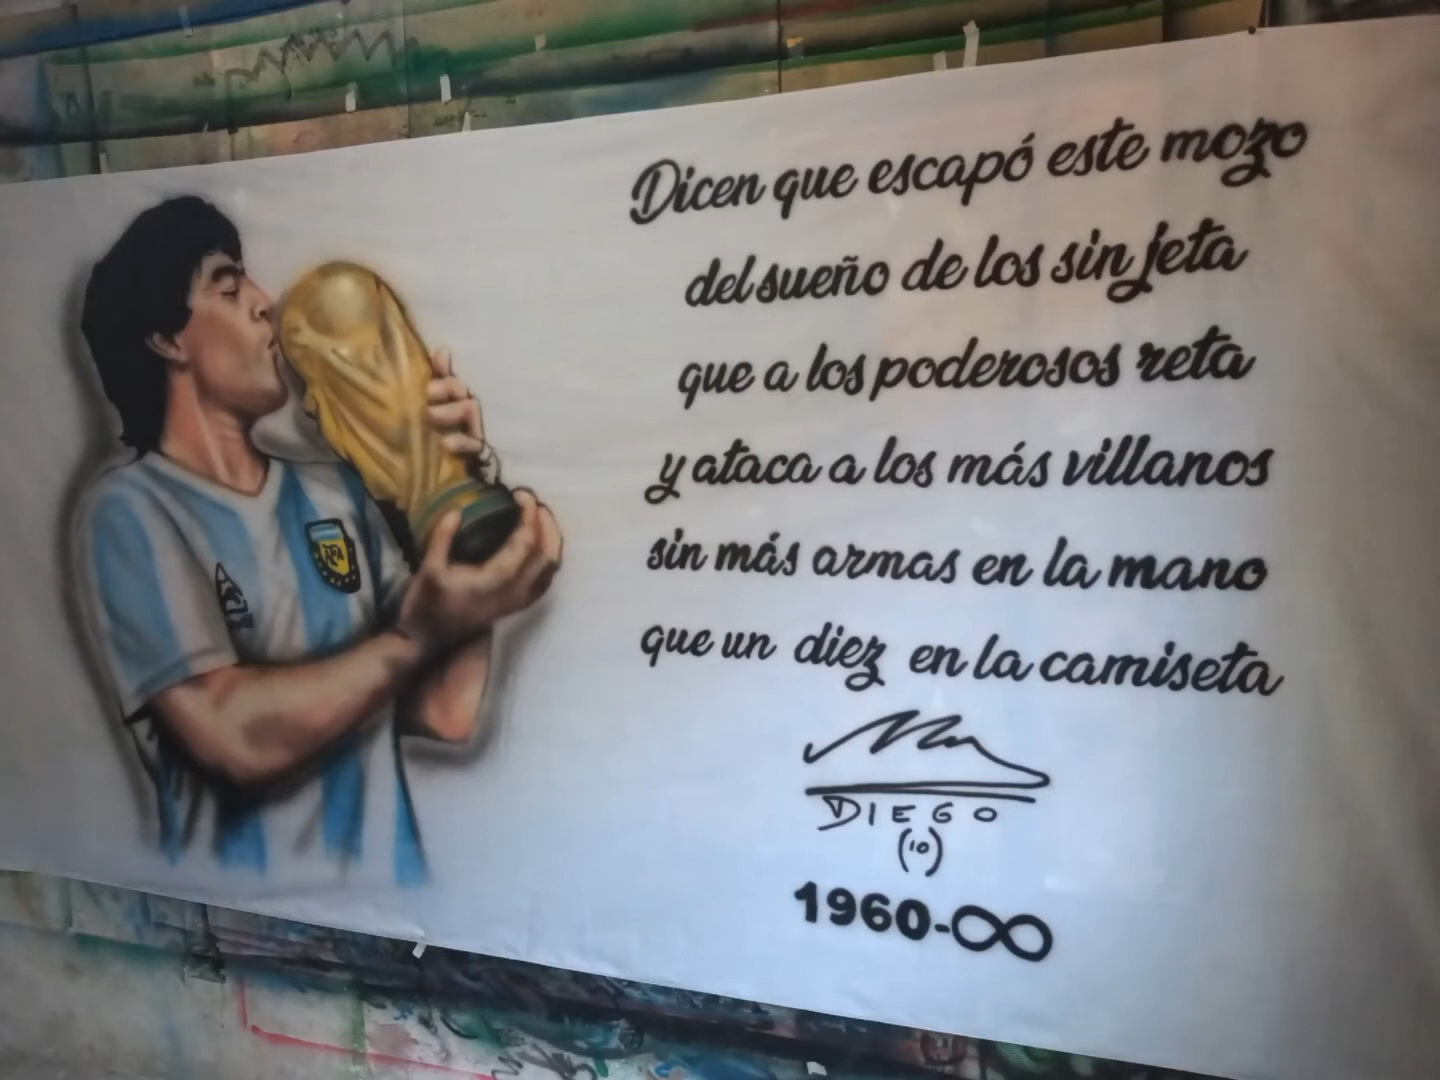 Dicen que escapó este mozo
del sueño de los sin jeta
que a los poderosos reta
y ataca a los más villanos
sin más armas en la mano
que un diez en la camiseta
DIEGO
(10)
1960-∞
AFA